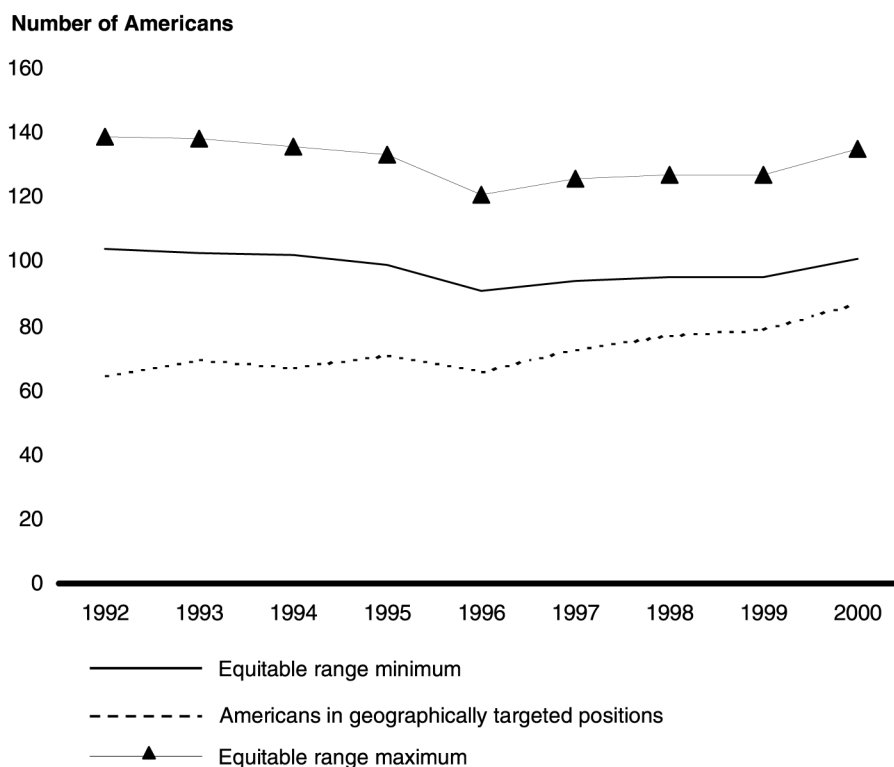 Number of Americans
160
140
120
100
80
60
40
20
0
1992 1993 1994 1995 1996 1997 1998 1999 2000
Equitable range minimum
Americans in geographically targeted positions
Equitable range maximum